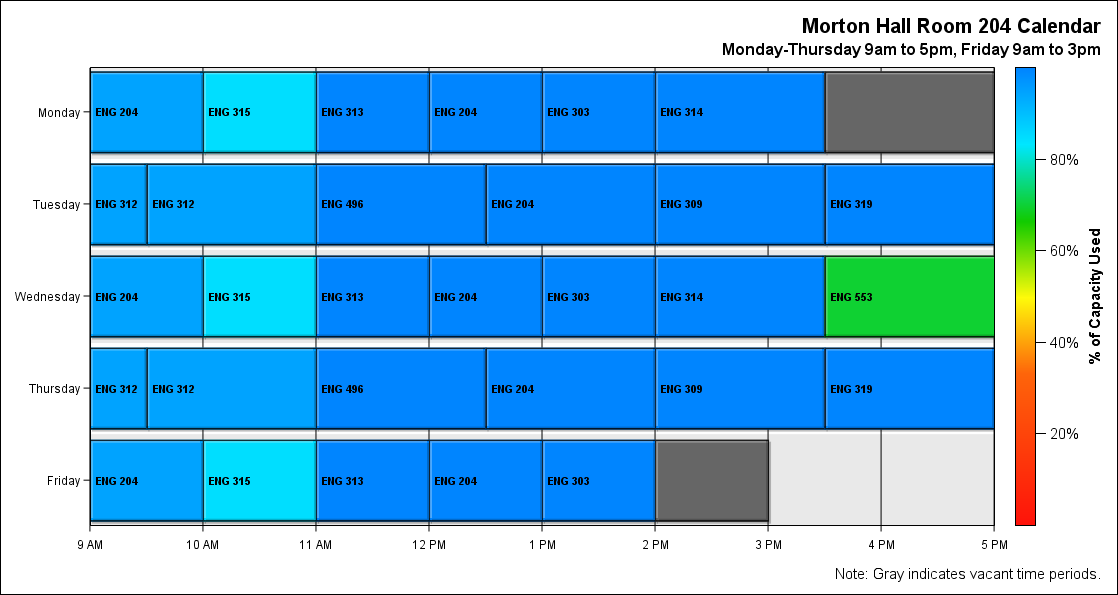 Morton Hall Room 204 Calendar
Monday-Thursday 9am to 5pm, Friday 9am to 3pm
Monday ENG 204 ENG 315 ENG 313 ENG 204 ENG 303 ENG 314
Tuesday ENG 312 ENG 312 ENG 496 ENG 204 ENG 309 ENG 319
Wednesday ENG 204 ENG 315 ENG 313 ENG 204 ENG 303 ENG 314 ENG 553
Thursday ENG 312 ENG 312 ENG 496 ENG 204 ENG 309 ENG 319
Friday ENG 204 ENG 315 ENG 313 ENG 204 ENG 303
9 AM 10 AM 11 AM 12 PM 1 PM 2 PM 3 PM 4 PM 5 PM
80%
60%
40%
20%
% of Capacity Used
Note: Gray indicates vacant time periods.